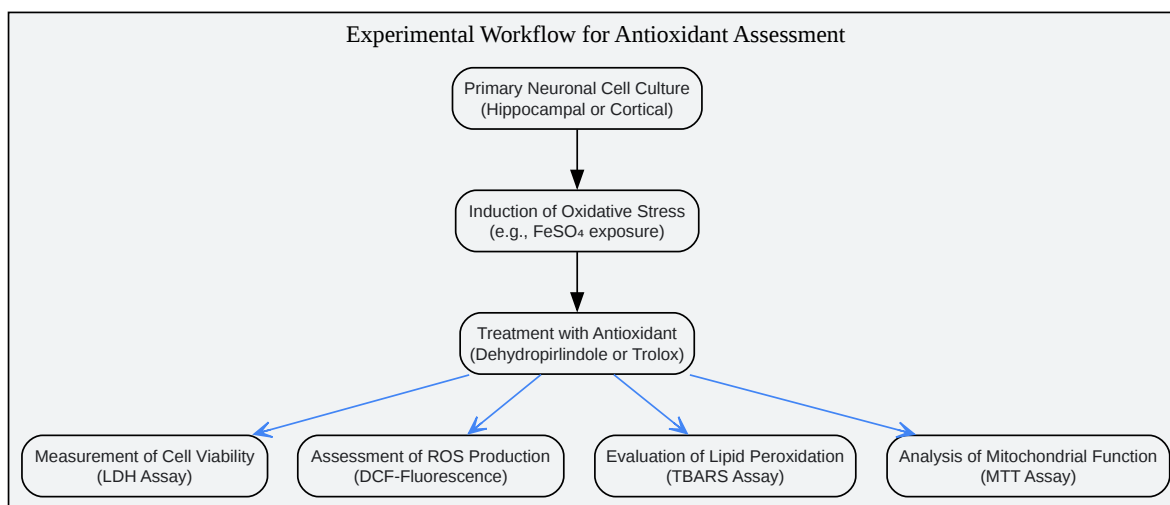 Experimental Workflow for Antioxidant Assessment
Primary Neuronal Cell Culture
(Hippocampal or Cortical)
Induction of Oxidative Stress
(e.g., FeSO₄ exposure)
Treatment with Antioxidant
(Dehydropirlindole or Trolox)
Measurement of Cell Viability
(LDH Assay)
Assessment of ROS Production
(DCF-Fluorescence)
Evaluation of Lipid Peroxidation
(TBARS Assay)
Analysis of Mitochondrial Function
(MTT Assay)